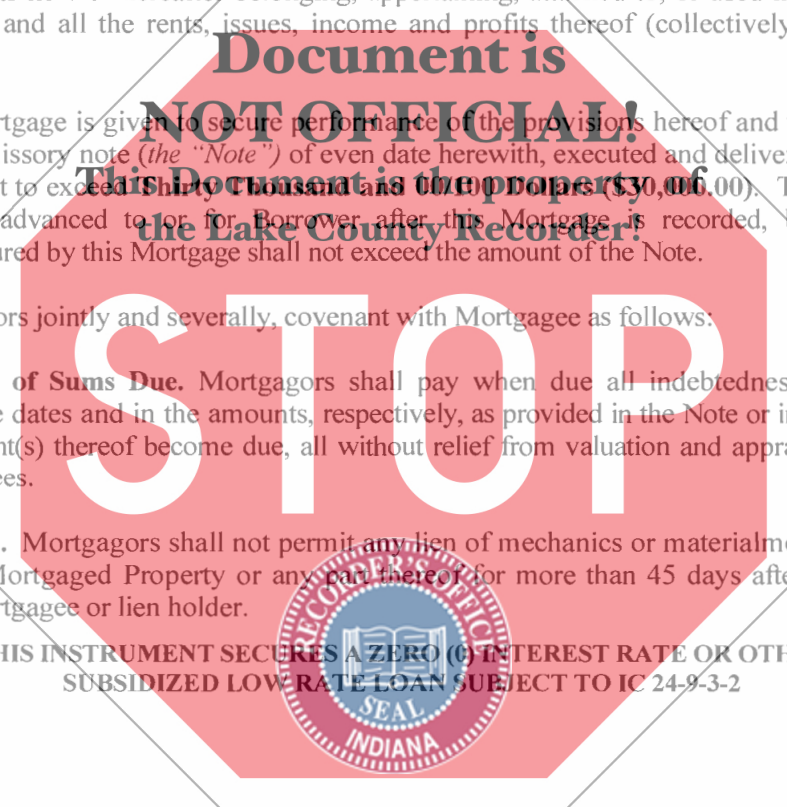 and all the rents, issues, income and profits thereof (collectively
Document is
NOT OFFICIAL!
rtgage is given to secure performance of the provisions hereof and
issory note (the “Note”) of even date herewith, executed and deliver
This Document is the property of
t to exceed Thirty Thousand and 00/100 Dollars ($30,000.00). T
advanced to or for Borrower after this Mortgage is recorded,
the Lake County Recorder!
ured by this Mortgage shall not exceed the amount of the Note.
STOP
ors jointly and severally, covenant with Mortgagee as follows:
of Sums Due. Mortgagors shall pay when due all indebtednes
e dates and in the amounts, respectively, as provided in the Note or i
nt(s) thereof become due, all without relief from valuation and appra
ees.
. Mortgagors shall not permit any lien of mechanics or materialme
Mortgaged Property or any part thereof for more than 45 days afte
rtgagee or lien holder.
RECORDER'S OFFICE
HIS INSTRUMENT SECURES A ZERO (0) INTEREST RATE OR OTH
SUBSIDIZED LOW RATE LOAN SUBJECT TO IC 24-9-3-2
SEAL
INDIANA